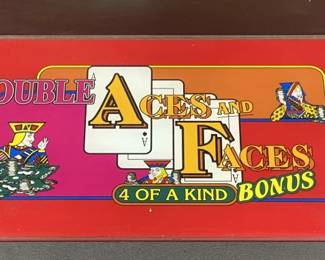 OUBLE ACES AND
FACES
4 OF A KIND BONUS